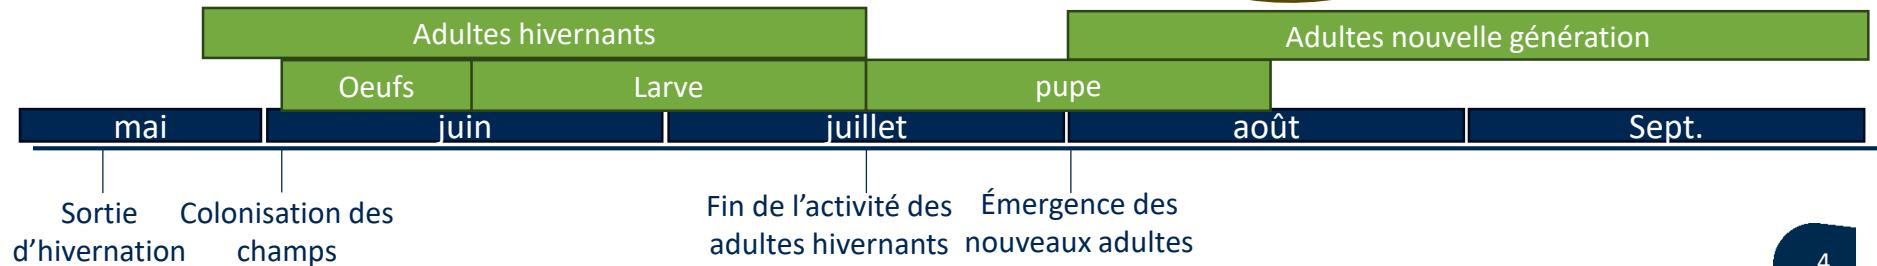 Adultes hivernants
Adultes nouvelle génération
Oeufs
Larve
pupe
mai
juin
juillet
août
Sept.
Sortie
d’hivernation
Colonisation des
champs
Fin de l’activité des
adultes hivernants
Émergence des
nouveaux adultes
4